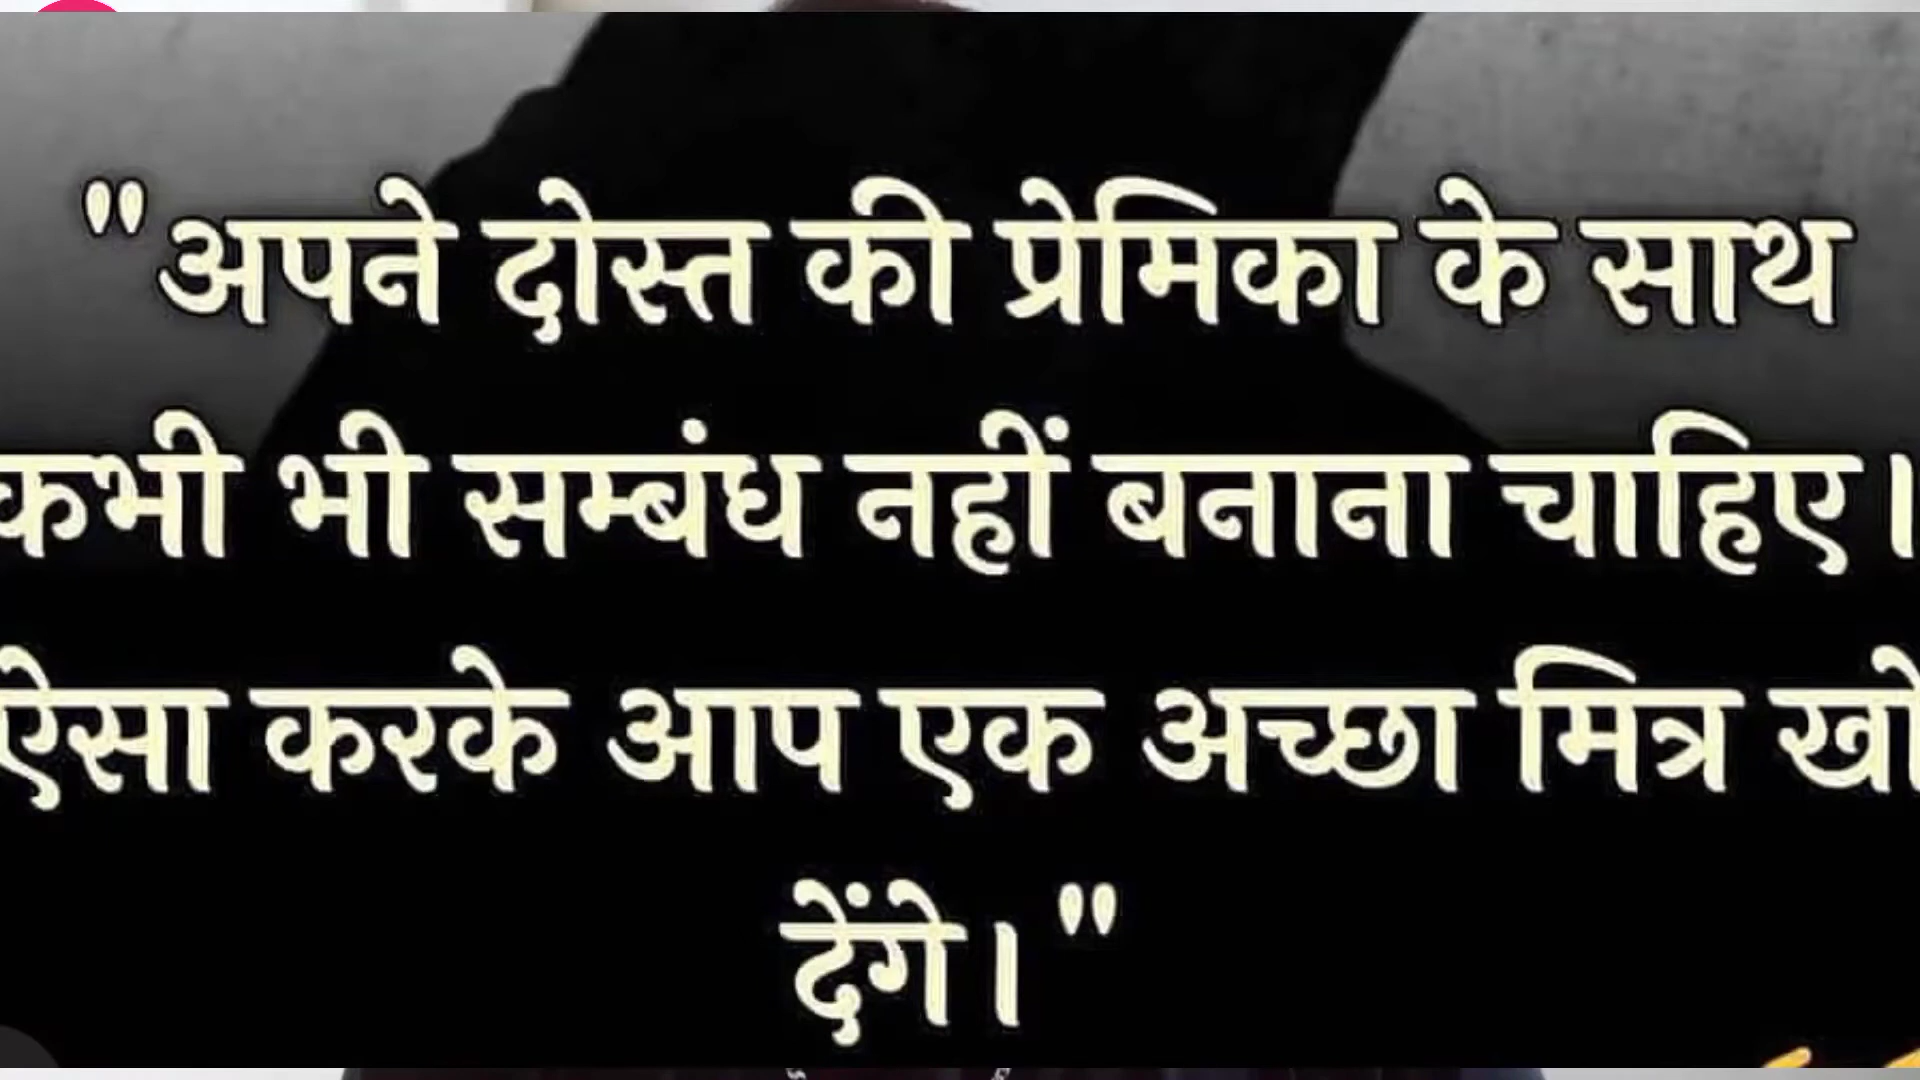 "अपने दोस्त की प्रेमिका के साथ
कभी भी सम्बंध नहीं बनाना चाहिए।
ऐसा करके आप एक अच्छा मित्र खो
देंगे।"